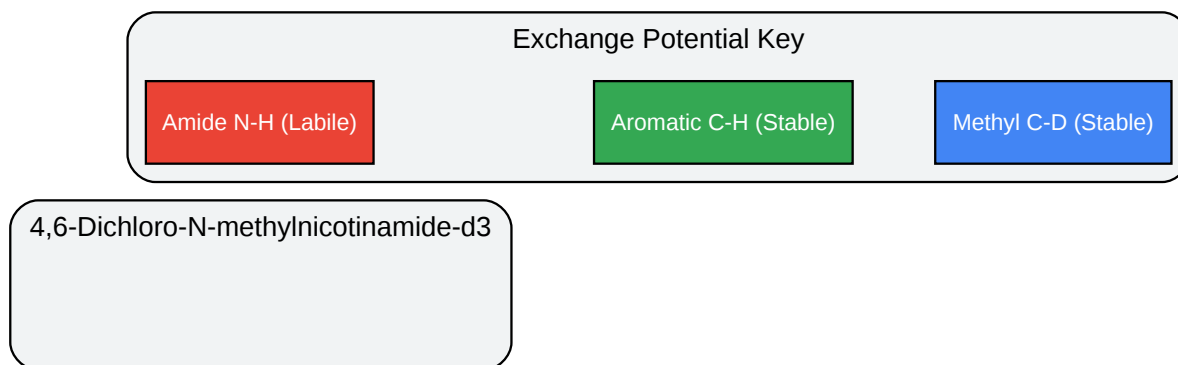 Exchange Potential Key
Amide N-H (Labile)
Aromatic C-H (Stable)
Methyl C-D (Stable)
4,6-Dichloro-N-methylnicotinamide-d3